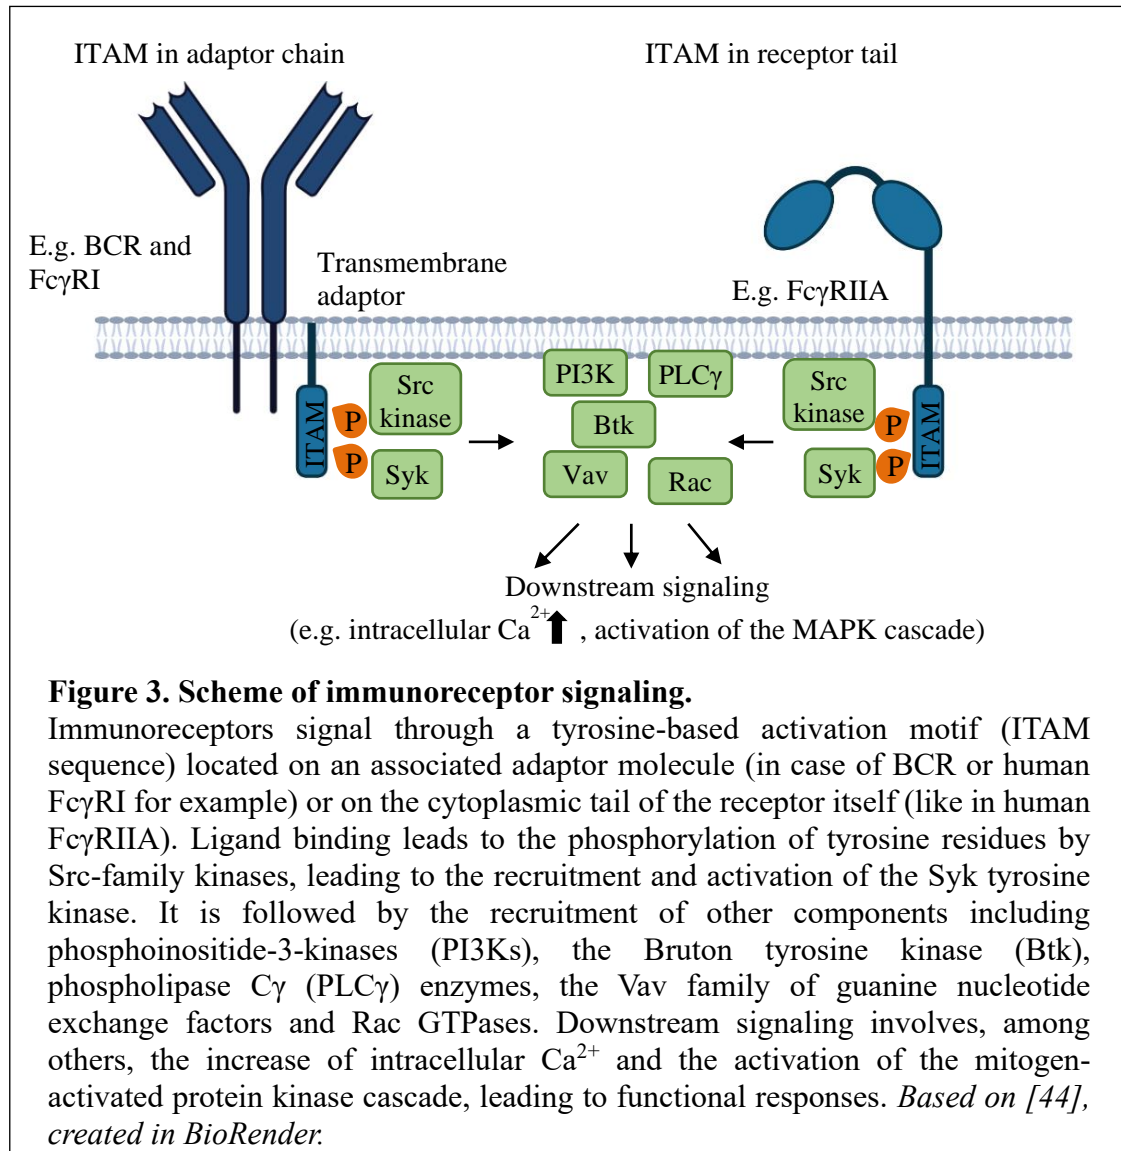 ITAM in adaptor chain
ITAM in receptor tail
E.g. BCR and
FcγRI
Transmembrane
adaptor
E.g. FcγRIIA
ITAM
P
P
Src
kinase
Syk
PI3K
PLCγ
Btk
Vav
Rac
Src
kinase
Syk
P
P
ITAM
Downstream signaling
(e.g. intracellular Ca2+ , activation of the MAPK cascade)
Figure 3. Scheme of immunoreceptor signaling.
Immunoreceptors signal through a tyrosine-based activation motif (ITAM
sequence) located on an associated adaptor molecule (in case of BCR or human
FcγRI for example) or on the cytoplasmic tail of the receptor itself (like in human
FcγRIIA). Ligand binding leads to the phosphorylation of tyrosine residues by
Src-family kinases, leading to the recruitment and activation of the Syk tyrosine
kinase. It is followed by the recruitment of other components including
phosphoinositide-3-kinases (PI3Ks), the Bruton tyrosine kinase (Btk),
phospholipase Cγ (PLCγ) enzymes, the Vav family of guanine nucleotide
exchange factors and Rac GTPases. Downstream signaling involves, among
others, the increase of intracellular Ca2+ and the activation of the mitogen-
activated protein kinase cascade, leading to functional responses. Based on [44],
created in BioRender.